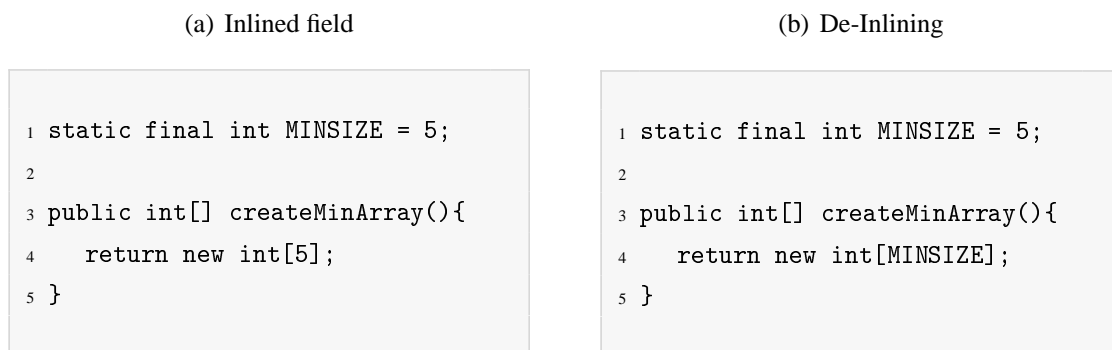 (a) Inlined field
1 static final int MINSIZE = 5;
2
3 public int[] createMinArray(){
4 return new int[5];
5 }
(b) De-Inlining
1 static final int MINSIZE = 5;
2
3 public int[] createMinArray(){
4 return new int[MINSIZE];
5 }